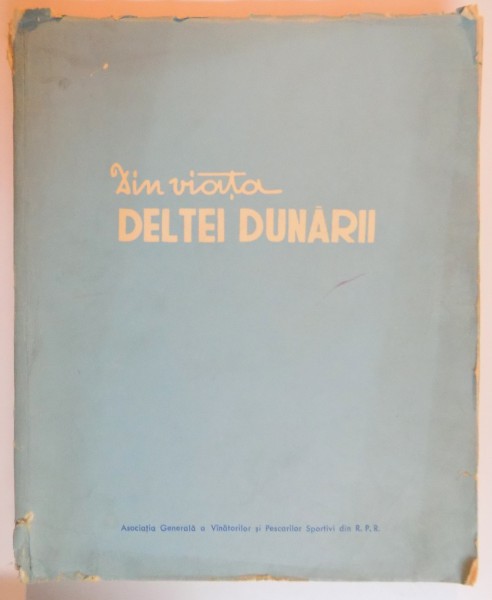 Din viața
DELTEI DUNĂRII
Asociația Generală a Vînătorilor și Pescarilor Sportivi din R. P. R.